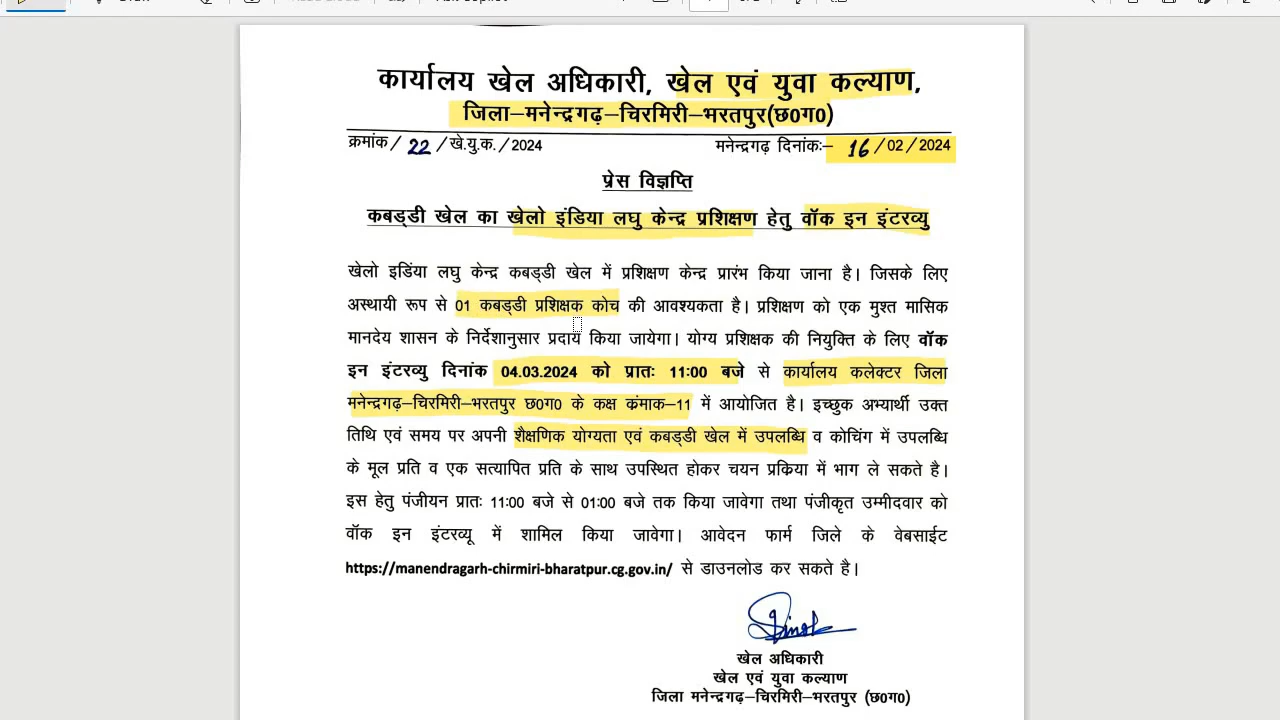 कार्यालय खेल अधिकारी, खेल एवं युवा कल्याण,
जिला–मनेन्द्रगढ़–चिरमिरी–भरतपुर(छ0ग0)
क्रमांक/ 22 /खे.यु.क./2024 मनेन्द्रगढ़ दिनांकः– 16 /02/2024
प्रेस विज्ञप्ति
कबड्डी खेल का खेलो इंडिया लघु केन्द्र प्रशिक्षण हेतु वॉक इन इंटरव्यु
खेलो इडिंया लघु केन्द्र कबड्डी खेल में प्रशिक्षण केन्द्र प्रारंभ किया जाना है। जिसके लिए
अस्थायी रूप से 01 कबड्डी प्रशिक्षक कोच की आवश्यकता है। प्रशिक्षण को एक मुश्त मासिक
मानदेय शासन के निर्देशानुसार प्रदाय किया जायेगा। योग्य प्रशिक्षक की नियुक्ति के लिए वॉक
इन इंटरव्यु दिनांक 04.03.2024 को प्रातः 11:00 बजे से कार्यालय कलेक्टर जिला
मनेन्द्रगढ़–चिरमिरी–भरतपुर छ0ग0 के कक्ष क्रंमाक–11 में आयोजित है। इच्छुक अभ्यार्थी उक्त
तिथि एवं समय पर अपनी शैक्षणिक योग्यता एवं कबड्डी खेल में उपलब्धि व कोचिंग में उपलब्धि
के मूल प्रति व एक सत्यापित प्रति के साथ उपस्थित होकर चयन प्रक्रिया में भाग ले सकते है।
इस हेतु पंजीयन प्रातः 11:00 बजे से 01:00 बजे तक किया जावेगा तथा पंजीकृत उम्मीदवार को
वॉक इन इंटरव्यू में शामिल किया जावेगा। आवेदन फार्म जिले के वेबसाईट
https://manendragarh-chirmiri-bharatpur.cg.gov.in/ से डाउनलोड कर सकते है।
खेल अधिकारी
खेल एवं युवा कल्याण
जिला मनेन्द्रगढ़–चिरमिरी–भरतपुर (छ0ग0)